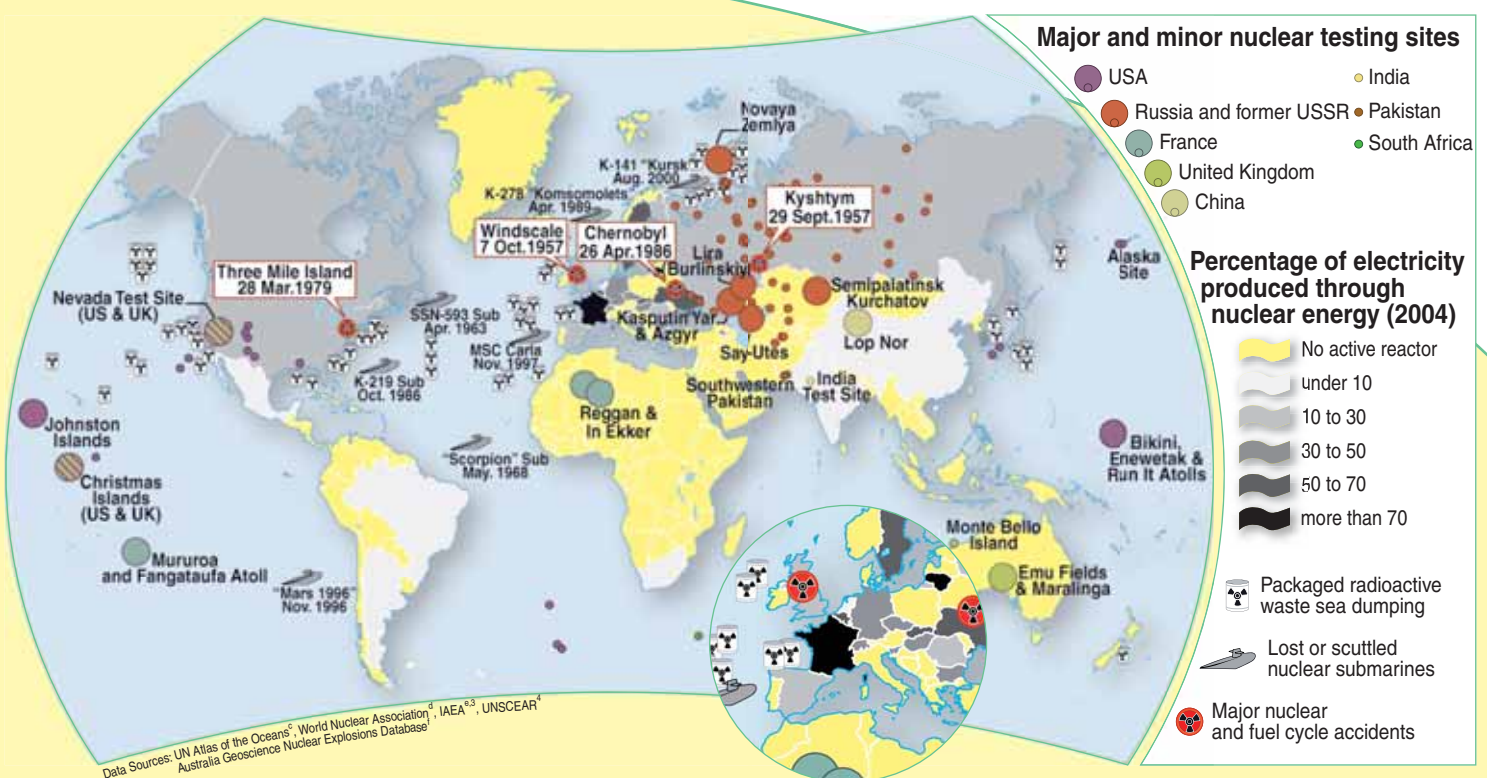 Major and minor nuclear testing sites
USA
Russia and former USSR
France
United Kingdom
China
India
Pakistan
South Africa
Percentage of electricity
produced through
nuclear energy (2004)
No active reactor
under 10
10 to 30
30 to 50
50 to 70
more than 70
Packaged radioactive
waste sea dumping
Lost or scuttled
nuclear submarines
Major nuclear
and fuel cycle accidents
Novaya
Zemlya
K-141 "Kursk"
Aug. 2000
K-278 "Komsomolets
Apr. 1989
Kyshtym
29 Sept.1957
Windscale
7 Oct.1957
Chernobyl
26 Apr.1986
Lira
Burlinskiyi
Three Mile Island
28 Mar.1979
Nevada Test Site
(US & UK)
SSN-593 Sub
Apr. 1963
MSC Carla
Nov. 1997
K-219 Sub
Oct. 1986
Kasputin Yar
& Azgyr
Semipalatinsk
Kurchatov
Say-Utes
Lop Nor
Alaska
Site
Southwestern
Pakistan
India
Test Site
Reggan &
In Ekker
Johnston
Islands
Christmas
Islands
(US & UK)
"Scorpion" Sub
May. 1968
Bikini,
Enewetak &
Run It Atolls
Mururoa
and Fangataufa Atoll
"Mars 1996"
Nov. 1996
Monte Bello
Island
Emu Fields
& Maralinga
Data Sources: UN Atlas of the Oceans c, World Nuclear Association d, IAEA e,3, UNSCEAR 4
Australia Geoscience Nuclear Explosions Database